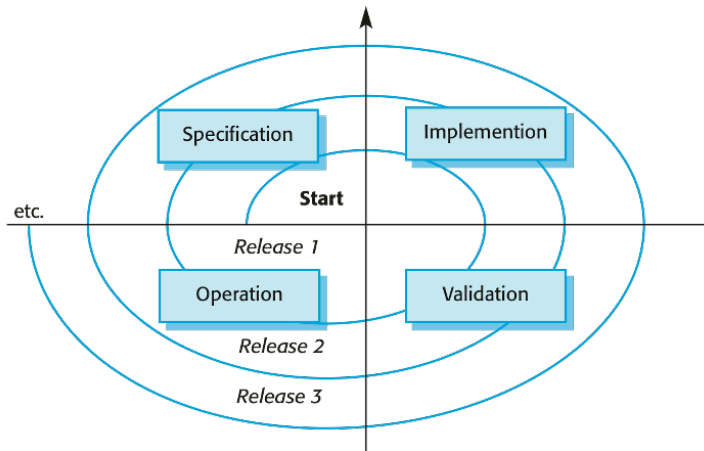 Specification
Implemention
Start
etc.
Release 1
Operation
Validation
Release 2
Release 3